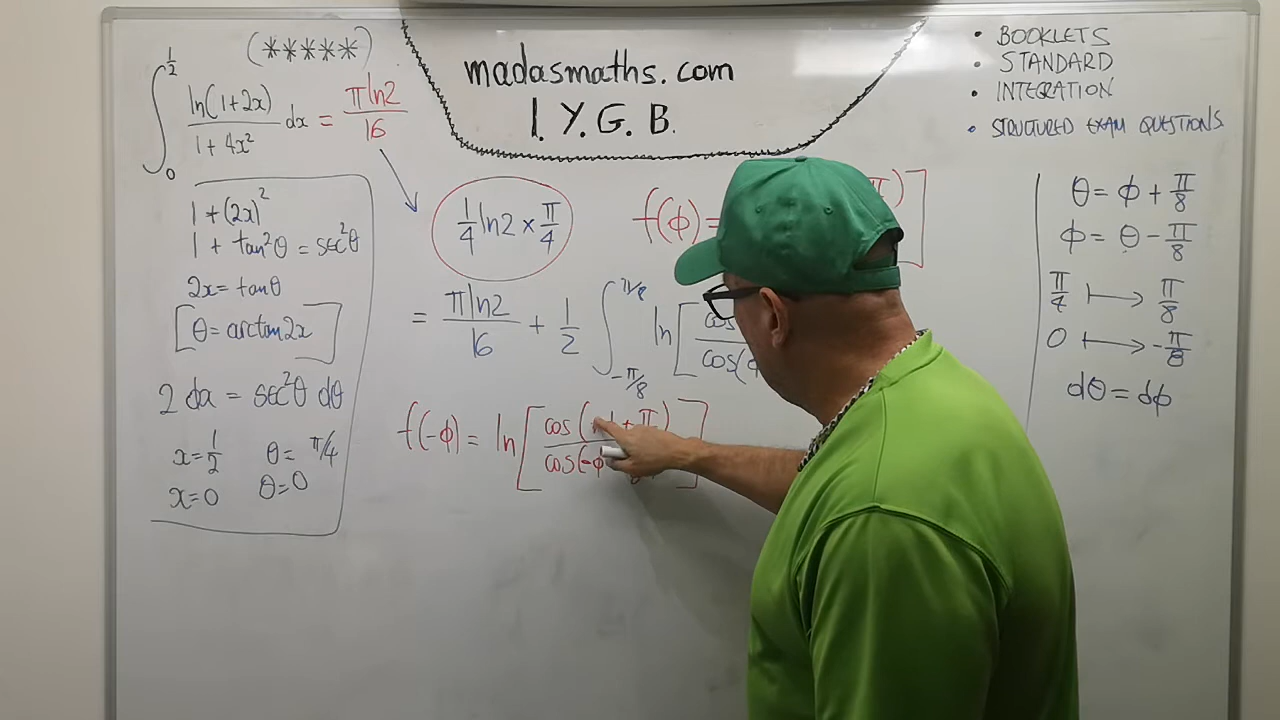 (*****)
∫₀^{1/2} ln(1+2x)/(1+4x²) dx = πln2/16
madasmaths.com
I.Y.G.B.
• BOOKLETS
• STANDARD
• INTEGRATION
• STRUCTURED EXAM QUESTIONS
1+(2x)²
1 + tan²θ = sec²θ
2x = tanθ
[θ = arctan2x]
2 dx = sec²θ dθ
x = 1/2 θ = π/4
x = 0 θ = 0
1/4 ln2 × π/4
f(φ) =
= πln2/16 + 1/2 ∫_{-π/8}^{π/8} ln[cos / cos(
f(-φ) = ln[cos( + π ) / cos(-φ
θ = φ + π/8
φ = θ - π/8
π/4 ↦ π/8
0 ↦ -π/8
dθ = dφ